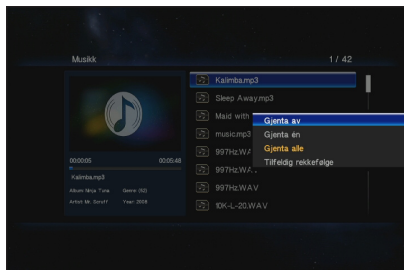 Musikk
1 / 42
Kalimba.mp3
Sleep Away.mp3
Maid with
music.mp3
997Hz.WA
997Hz.WA
997Hz.WAV
10K-L-20.WAV
Gjenta av
Gjenta én
Gjenta alle
Tilfeldig rekkefølge
00:00:05
00:05:48
Kalimba.mp3
Album: Ninja Tuna
Genre: (52)
Artist: Mr. Scruff
Year: 2008